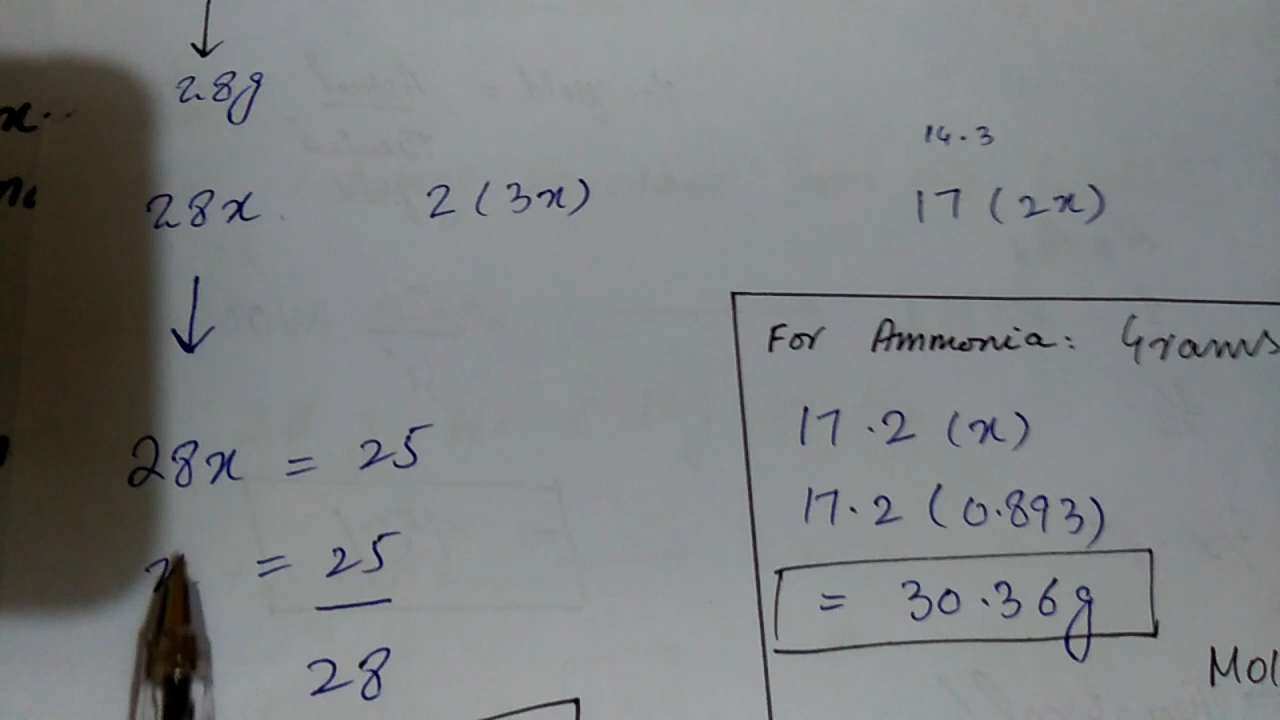 28g
14.3
28x 2(3x) 17(2x)
For Ammonia: Grams
17.2(x)
28x = 25
17.2(0.893)
= 25
28
= 30.36g
Mol